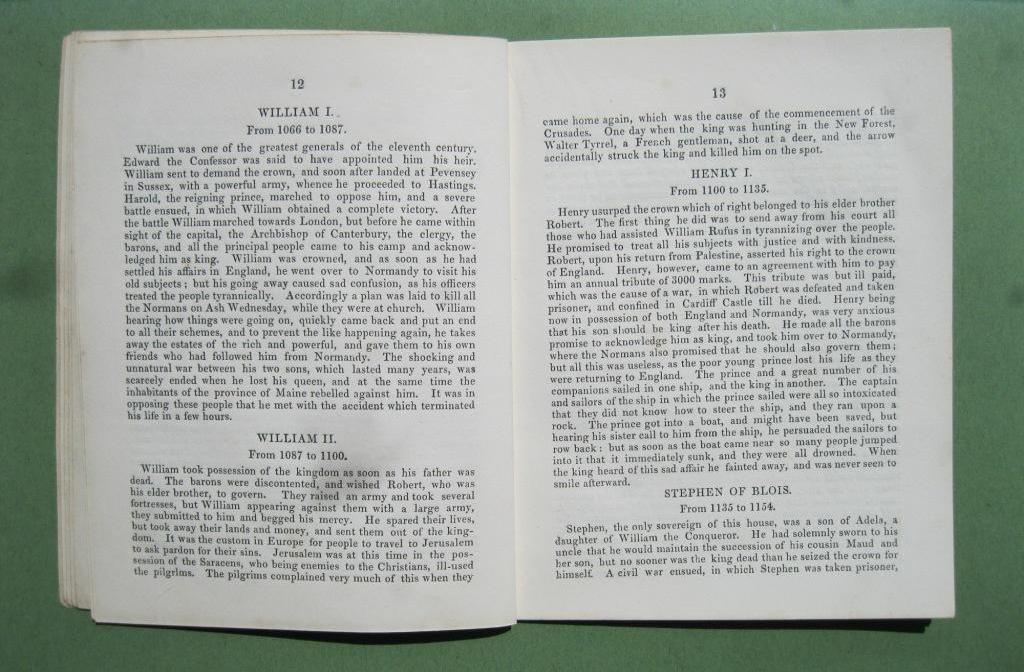 12
WILLIAM I.
From 1066 to 1087.
William was one of the greatest generals of the eleventh century.
Edward the Confessor was said to have appointed him his heir.
William sent to demand the crown, and soon after landed at Pevensey
in Sussex, with a powerful army, whence he proceeded to Hastings.
Harold, the reigning prince, marched to oppose him, and a severe
battle ensued, in which William obtained a complete victory. After
the battle William marched towards London, but before he came within
sight of the capital, the Archbishop of Canterbury, the clergy, the
barons, and all the principal people came to his camp and acknow-
ledged him as king. William was crowned, and as soon as he had
settled his affairs in England, he went over to Normandy to visit his
old subjects; but his going away caused sad confusion, as his officers
treated the people tyrannically. Accordingly a plan was laid to kill all
the Normans on Ash Wednesday, while they were at church. William
hearing how things were going on, quickly came back and put an end
to all their schemes, and to prevent the like happening again, he takes
away the estates of the rich and powerful, and gave them to his own
friends who had followed him from Normandy. The shocking and
unnatural war between his two sons, which lasted many years, was
scarcely ended when he lost his queen, and at the same time the
inhabitants of the province of Maine rebelled against him. It was in
opposing these people that he met with the accident which terminated
his life in a few hours.
WILLIAM II.
From 1087 to 1100.
William took possession of the kingdom as soon as his father was
dead. The barons were discontented, and wished Robert, who was
his elder brother, to govern. They raised an army and took several
fortresses, but William appearing against them with a large army,
they submitted to him and begged his mercy. He spared their lives,
but took away their lands and money, and sent them out of the king-
dom. It was the custom in Europe for people to travel to Jerusalem
to ask pardon for their sins. Jerusalem was at this time in the pos-
session of the Saracens, who being enemies to the Christians, ill-used
the pilgrims. The pilgrims complained very much of this when they
13
came home again, which was the cause of the commencement of the
Crusades. One day when the king was hunting in the New Forest,
Walter Tyrrel, a French gentleman, shot at a deer, and the arrow
accidentally struck the king and killed him on the spot.
HENRY I.
From 1100 to 1135.
Henry usurped the crown which of right belonged to his elder brother
Robert. The first thing he did was to send away from his court all
those who had assisted William Rufus in tyrannizing over the people.
He promised to treat all his subjects with justice and with kindness.
Robert, upon his return from Palestine, asserted his right to the crown
of England. Henry, however, came to an agreement with him to pay
him an annual tribute of 3000 marks. This tribute was but ill paid,
which was the cause of a war, in which Robert was defeated and taken
prisoner, and confined in Cardiff Castle till he died. Henry being
now in possession of both England and Normandy, was very anxious
that his son should be king after his death. He made all the barons
promise to acknowledge him as king, and took him over to Normandy,
where the Normans also promised that he should also govern them;
but all this was useless, as the poor young prince lost his life as they
were returning to England. The prince and a great number of his
companions sailed in one ship, and the king in another. The captain
and sailors of the ship in which the prince sailed were all so intoxicated
that they did not know how to steer the ship, and they ran upon a
rock. The prince got into a boat, and might have been saved, but
hearing his sister call to him from the ship, he persuaded the sailors to
row back: but as soon as the boat came near so many people jumped
into it that it immediately sunk, and they were all drowned. When
the king heard of this sad affair he fainted away, and was never seen to
smile afterward.
STEPHEN OF BLOIS.
From 1135 to 1154.
Stephen, the only sovereign of this house, was a son of Adela, a
daughter of William the Conqueror. He had solemnly sworn to his
uncle that he would maintain the succession of his cousin Maud and
her son, but no sooner was the king dead than he seized the crown for
himself. A civil war ensued, in which Stephen was taken prisoner,